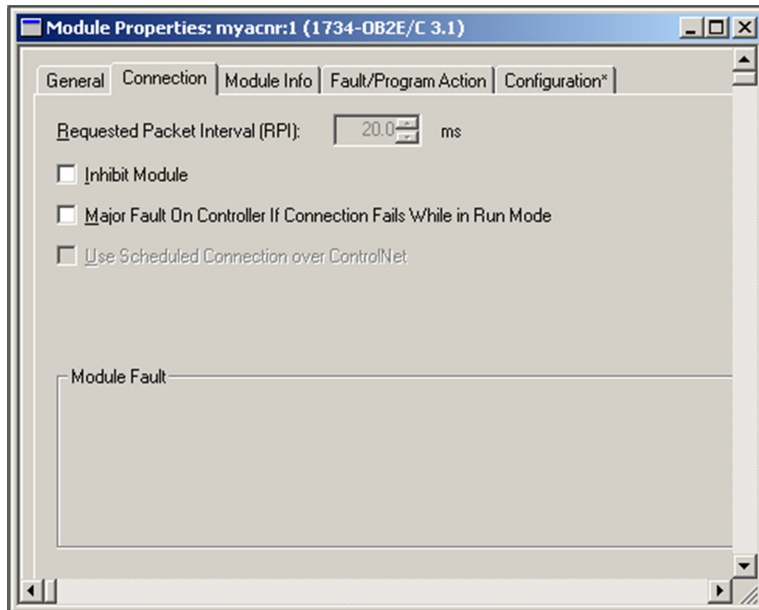 Module Properties: myacnr:1 (1734-OB2E/C 3.1)
General Connection Module Info Fault/Program Action Configuration*
Requested Packet Interval (RPI): 20.0 ms
Inhibit Module
Major Fault On Controller If Connection Fails While in Run Mode
Use Scheduled Connection over ControlNet
Module Fault